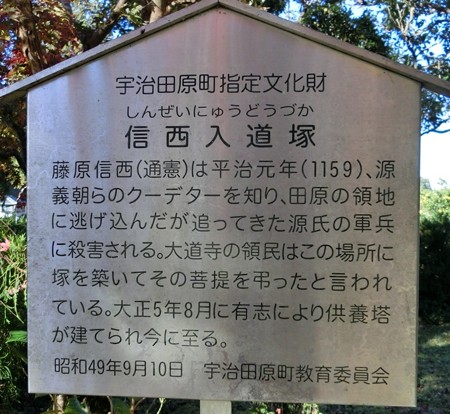 宇治田原町指定文化財
しんぜいにゅうどうづか
信西入道塚
藤原信西(通憲)は平治元年(1159)、源
義朝らのクーデターを知り、田原の領地
に逃げ込んだが追ってきた源氏の軍兵
に殺害される。大道寺の領民はこの場所に
塚を築いてその菩提を弔ったと言われ
ている。大正5年8月に有志により供養塔
が建てられ今に至る。
昭和49年9月10日　宇治田原町教育委員会